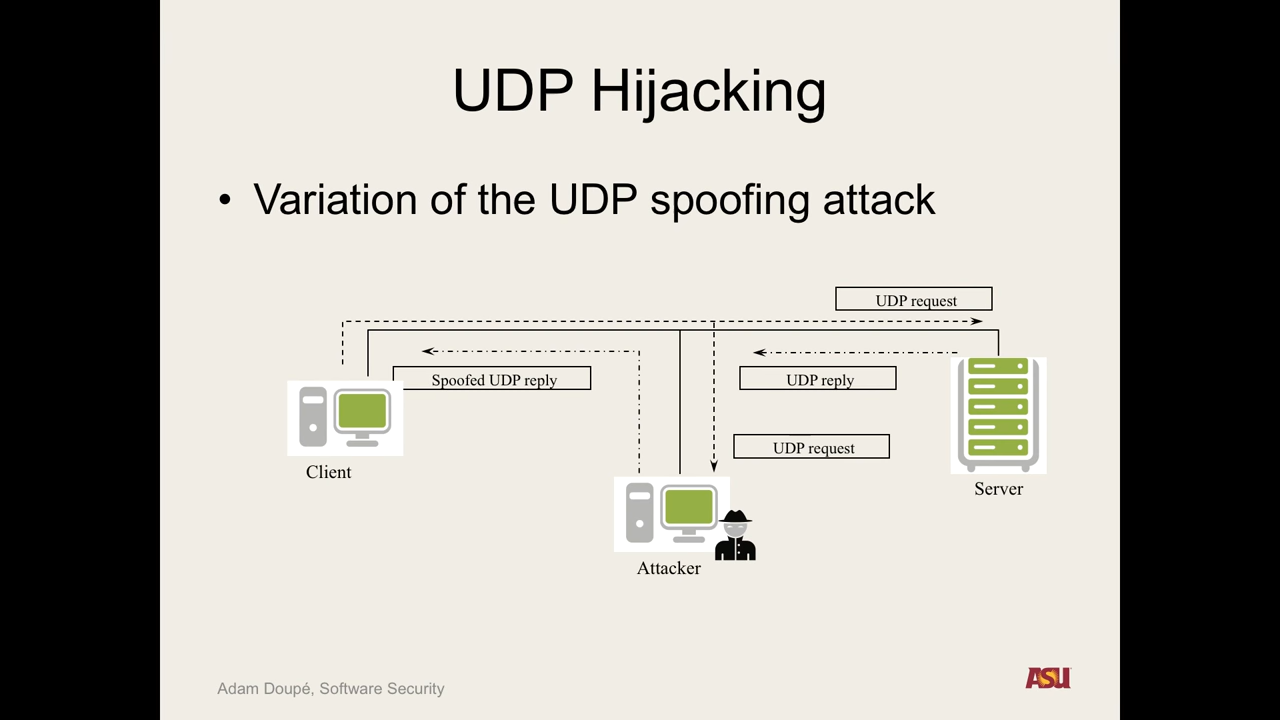 UDP Hijacking
• Variation of the UDP spoofing attack
UDP request
Spoofed UDP reply
UDP reply
UDP request
Client
Server
Attacker
Adam Doupé, Software Security
ASU